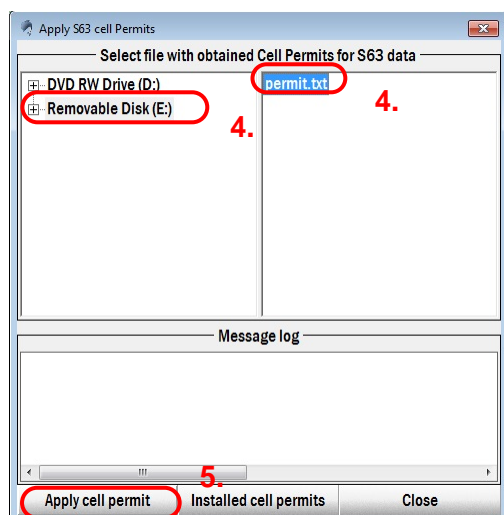 Apply S63 cell Permits
Select file with obtained Cell Permits for S63 data
DVD RW Drive (D:)
Removable Disk (E:)
4.
permit.txt
4.
Message log
5.
Apply cell permit
Installed cell permits
Close